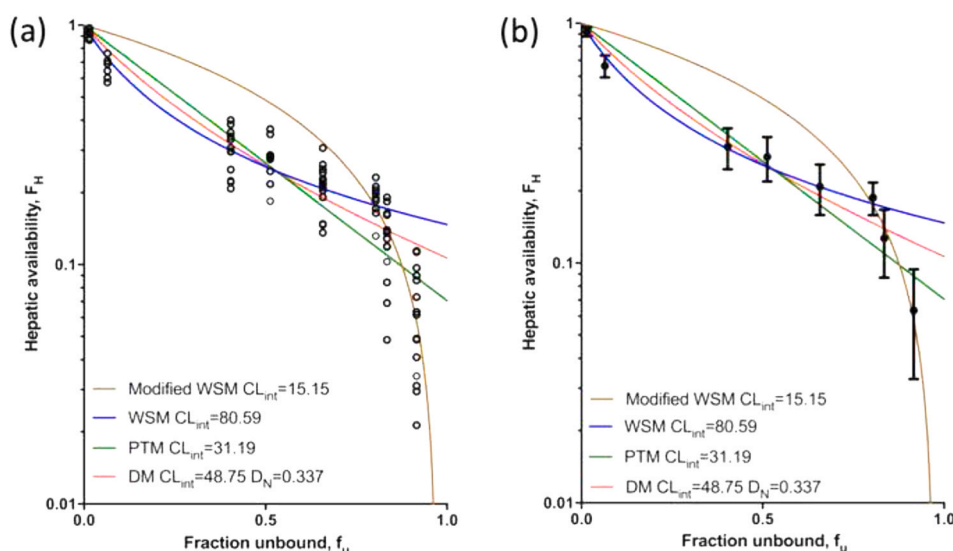 (a)
Hepatic availability, F_H
1
0.1
0.01
Modified WSM CL_int=15.15
WSM CL_int=80.59
PTM CL_int=31.19
DM CL_int=48.75 D_N=0.337
0.0
0.5
1.0
Fraction unbound, f_u
(b)
Hepatic availability, F_H
1
0.1
0.01
Modified WSM CL_int=15.15
WSM CL_int=80.59
PTM CL_int=31.19
DM CL_int=48.75 D_N=0.337
0.0
0.5
1.0
Fraction unbound, f_u